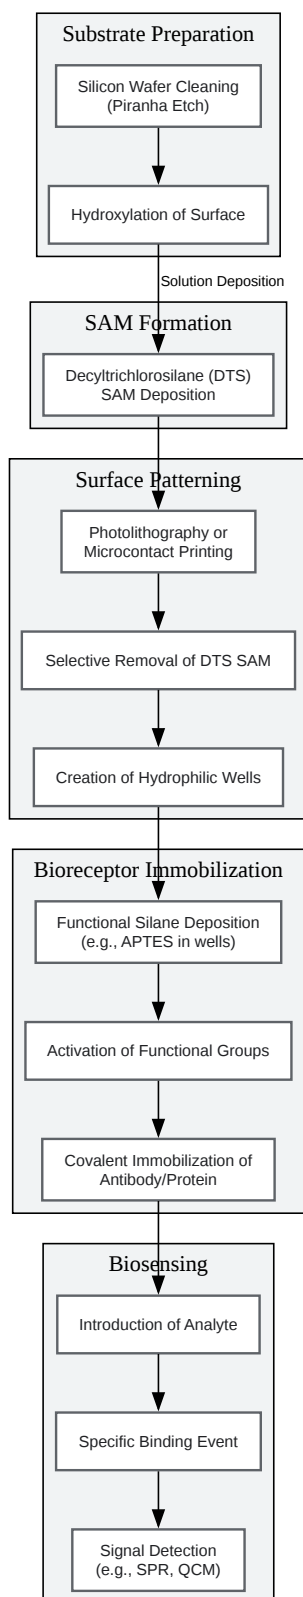 Substrate Preparation
Silicon Wafer Cleaning
(Piranha Etch)
Hydroxylation of Surface
Solution Deposition
SAM Formation
Decyltrichlorosilane (DTS)
SAM Deposition
Surface Patterning
Photolithography or
Microcontact Printing
Selective Removal of DTS SAM
Creation of Hydrophilic Wells
Bioreceptor Immobilization
Functional Silane Deposition
(e.g., APTES in wells)
Activation of Functional Groups
Covalent Immobilization of
Antibody/Protein
Biosensing
Introduction of Analyte
Specific Binding Event
Signal Detection
(e.g., SPR, QCM)